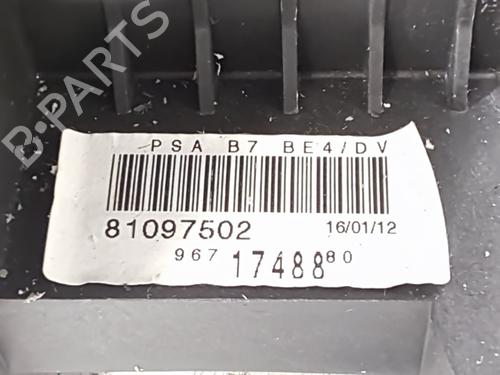 B-PARTS
PSA B7 BE4/DV
81097502 16/01/12
967 17488 80